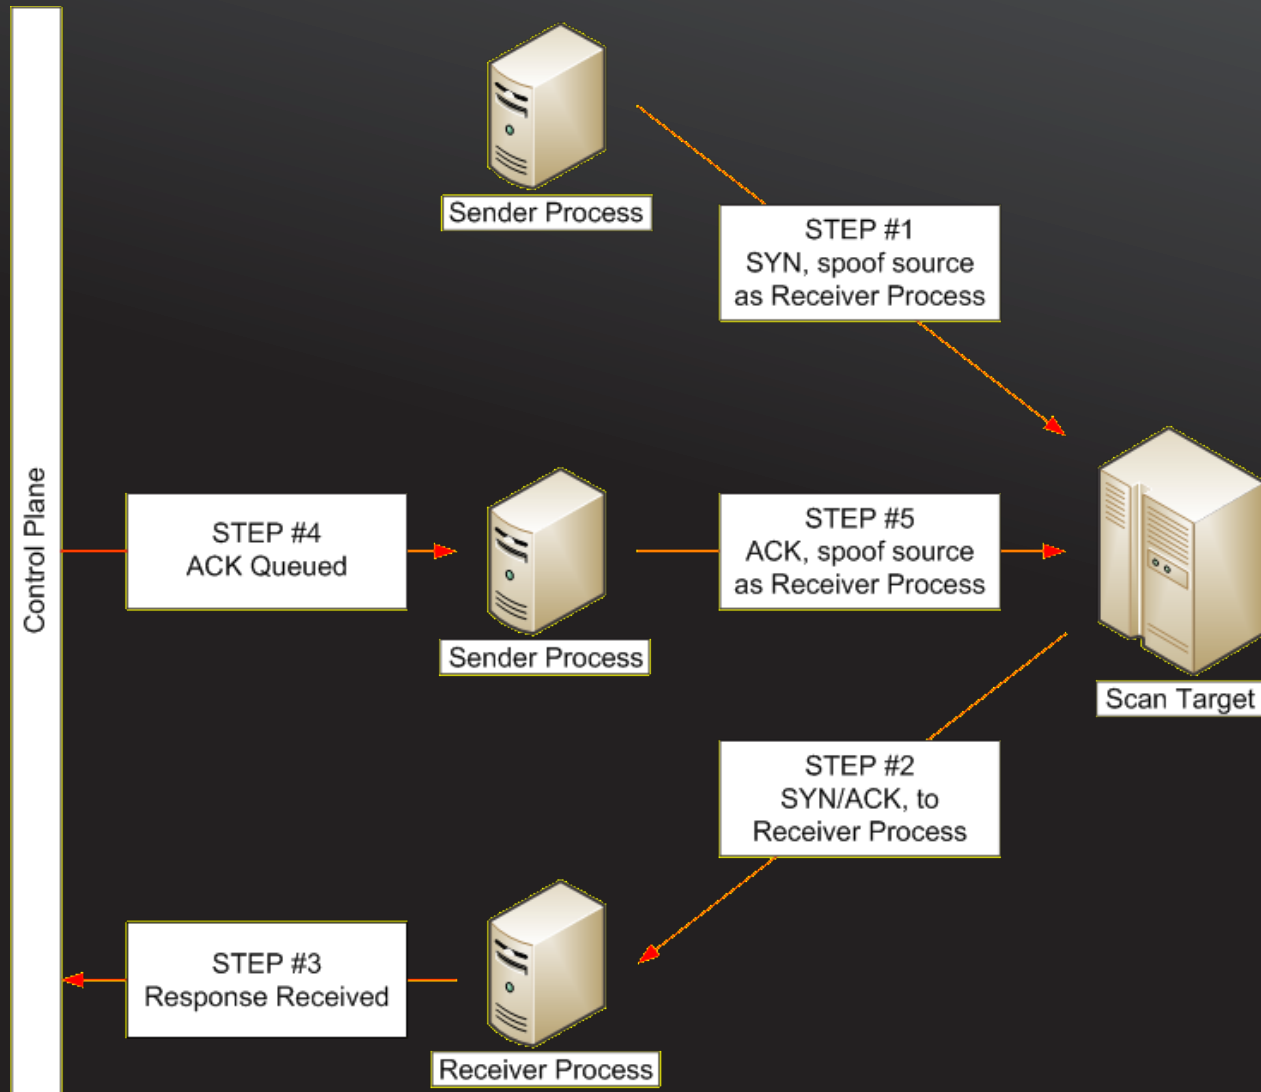 Sender Process
STEP #1
SYN, spoof source
as Receiver Process
Control Plane
STEP #4
ACK Queued
Sender Process
STEP #5
ACK, spoof source
as Receiver Process
Scan Target
STEP #2
SYN/ACK, to
Receiver Process
STEP #3
Response Received
Receiver Process